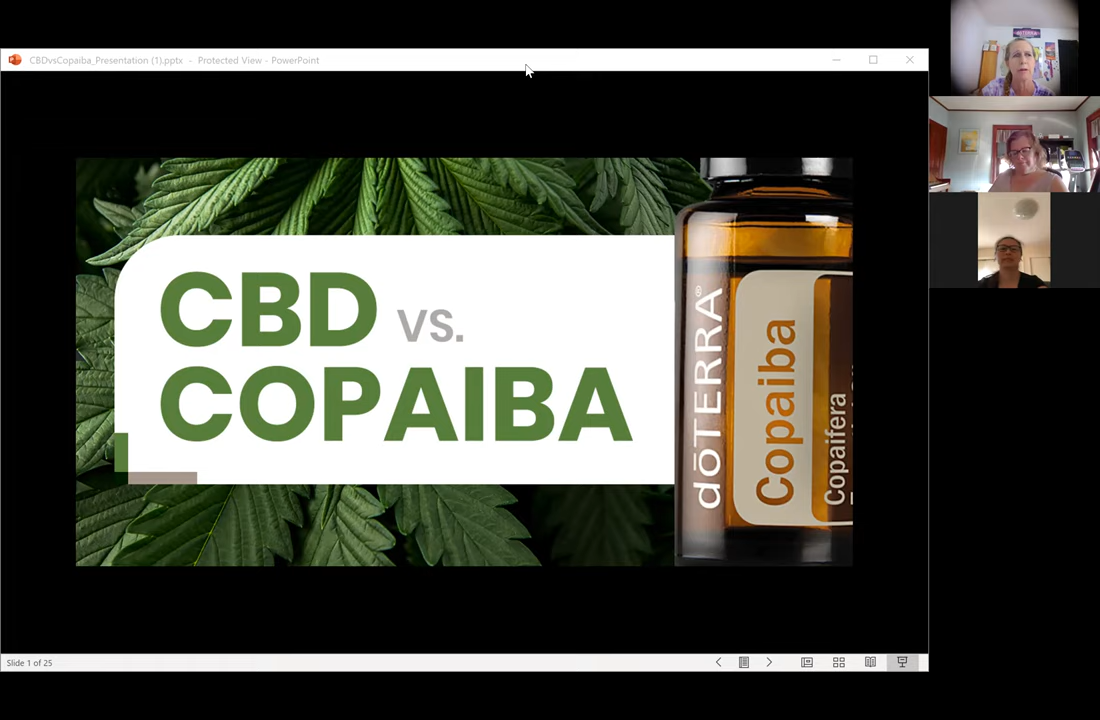 CBDvsCopaiba_Presentation (1).pptx - Protected View - PowerPoint
CBD vs.
COPAIBA
dōTERRA®
Copaiba
Copaifera
Slide 1 of 25